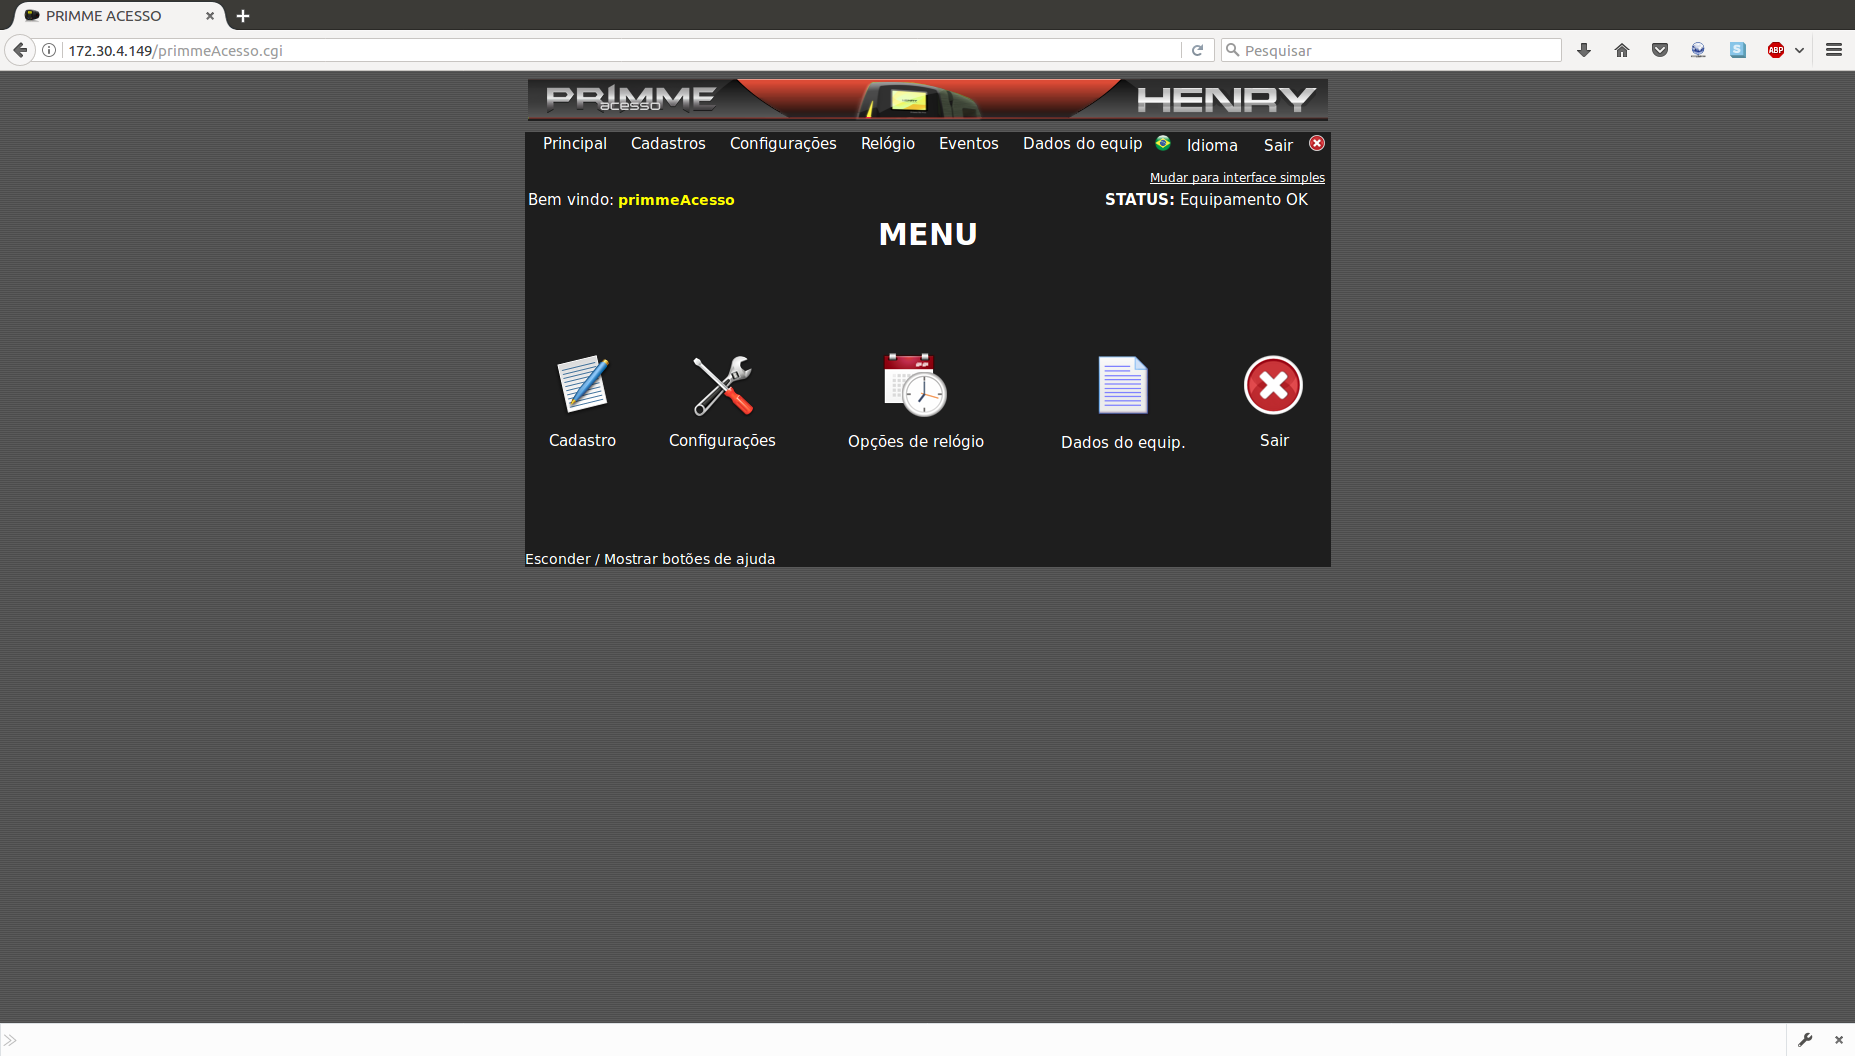 PRIMME ACESSO
172.30.4.149/primmeAcesso.cgi
Pesquisar
ABP
PRIMME acesso HENRY
Principal Cadastros Configurações Relógio Eventos Dados do equip Idioma Sair
Mudar para interface simples
Bem vindo: primmeAcesso STATUS: Equipamento OK
MENU
Cadastro Configurações Opções de relógio Dados do equip. Sair
Esconder / Mostrar botões de ajuda